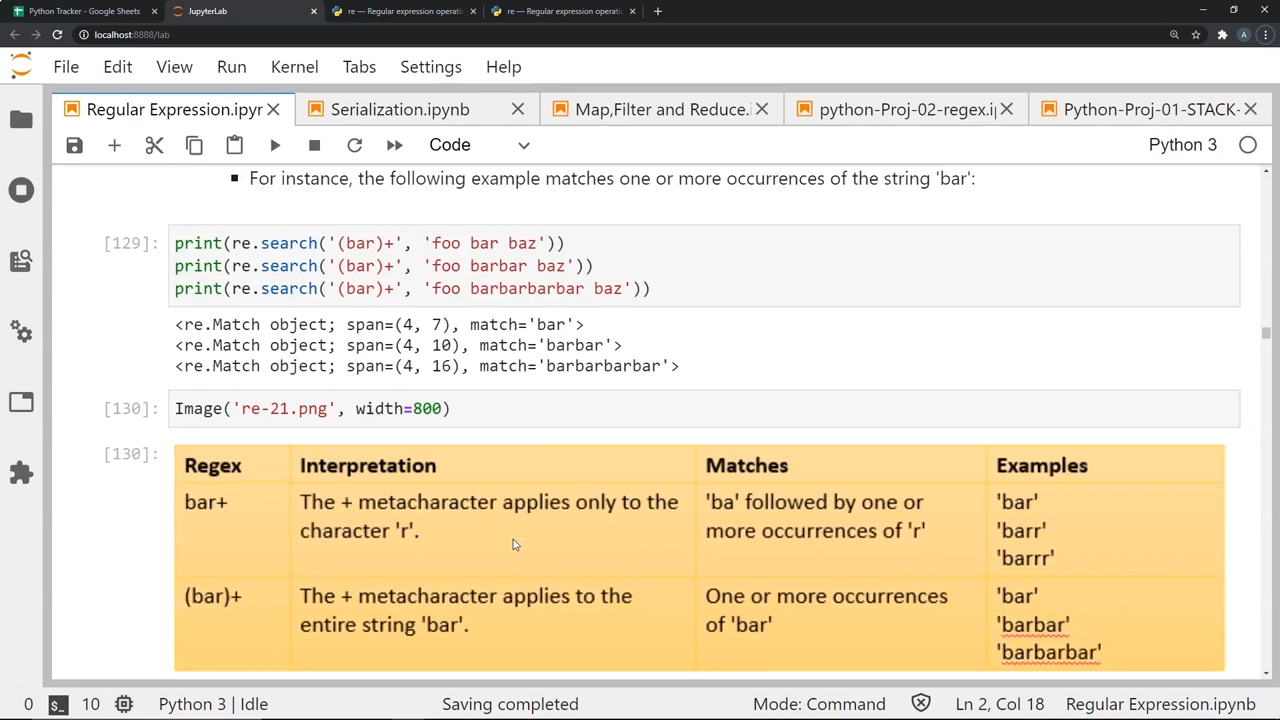 Python Tracker - Google Sheets
JupyterLab
re — Regular expression operatio
re — Regular expression operatio
localhost:8888/lab
A
File Edit View Run Kernel Tabs Settings Help
Regular Expression.ipyr
Serialization.ipynb
Map,Filter and Reduce.i
python-Proj-02-regex.ip
Python-Proj-01-STACK-
Code
Python 3
▪ For instance, the following example matches one or more occurrences of the string 'bar':
[129]:
print(re.search('(bar)+', 'foo bar baz'))
print(re.search('(bar)+', 'foo barbar baz'))
print(re.search('(bar)+', 'foo barbarbarbar baz'))
<re.Match object; span=(4, 7), match='bar'>
<re.Match object; span=(4, 10), match='barbar'>
<re.Match object; span=(4, 16), match='barbarbarbar'>
[130]:
Image('re-21.png', width=800)
[130]:
Regex Interpretation Matches Examples
bar+
The + metacharacter applies only to the
character 'r'.
'ba' followed by one or
more occurrences of 'r'
'bar'
'barr'
'barrr'
(bar)+
The + metacharacter applies to the
entire string 'bar'.
One or more occurrences
of 'bar'
'bar'
'barbar'
'barbarbar'
0 $_ 10 Python 3 | Idle Saving completed Mode: Command Ln 2, Col 18 Regular Expression.ipynb